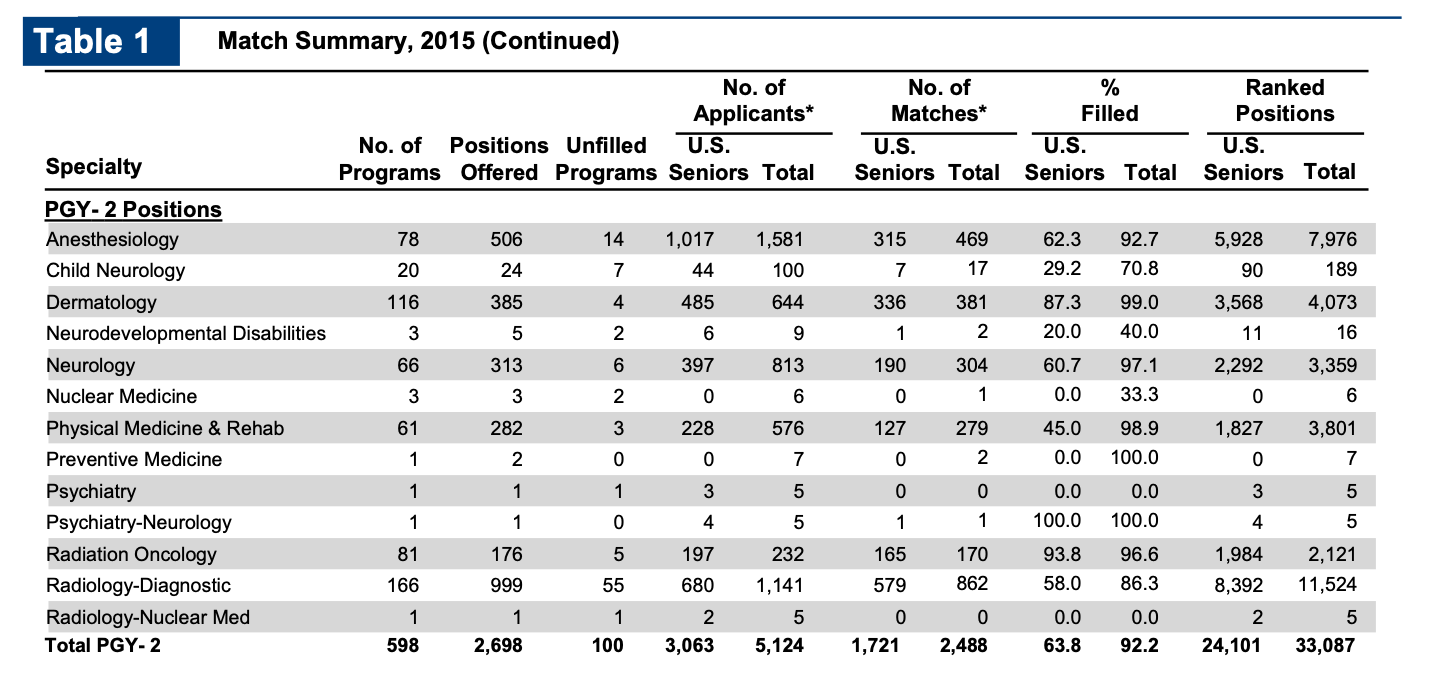 Table 1 Match Summary, 2015 (Continued)
No. of No. of % Ranked
Applicants* Matches* Filled Positions
No. of Positions Unfilled U.S. U.S. U.S. U.S.
Specialty Programs Offered Programs Seniors Total Seniors Total Seniors Total Seniors Total
PGY- 2 Positions
Anesthesiology 78 506 14 1,017 1,581 315 469 62.3 92.7 5,928 7,976
Child Neurology 20 24 7 44 100 7 17 29.2 70.8 90 189
Dermatology 116 385 4 485 644 336 381 87.3 99.0 3,568 4,073
Neurodevelopmental Disabilities 3 5 2 6 9 1 2 20.0 40.0 11 16
Neurology 66 313 6 397 813 190 304 60.7 97.1 2,292 3,359
Nuclear Medicine 3 3 2 0 6 0 1 0.0 33.3 0 6
Physical Medicine & Rehab 61 282 3 228 576 127 279 45.0 98.9 1,827 3,801
Preventive Medicine 1 2 0 0 7 0 2 0.0 100.0 0 7
Psychiatry 1 1 1 3 5 0 0 0.0 0.0 3 5
Psychiatry-Neurology 1 1 0 4 5 1 1 100.0 100.0 4 5
Radiation Oncology 81 176 5 197 232 165 170 93.8 96.6 1,984 2,121
Radiology-Diagnostic 166 999 55 680 1,141 579 862 58.0 86.3 8,392 11,524
Radiology-Nuclear Med 1 1 1 2 5 0 0 0.0 0.0 2 5
Total PGY- 2 598 2,698 100 3,063 5,124 1,721 2,488 63.8 92.2 24,101 33,087